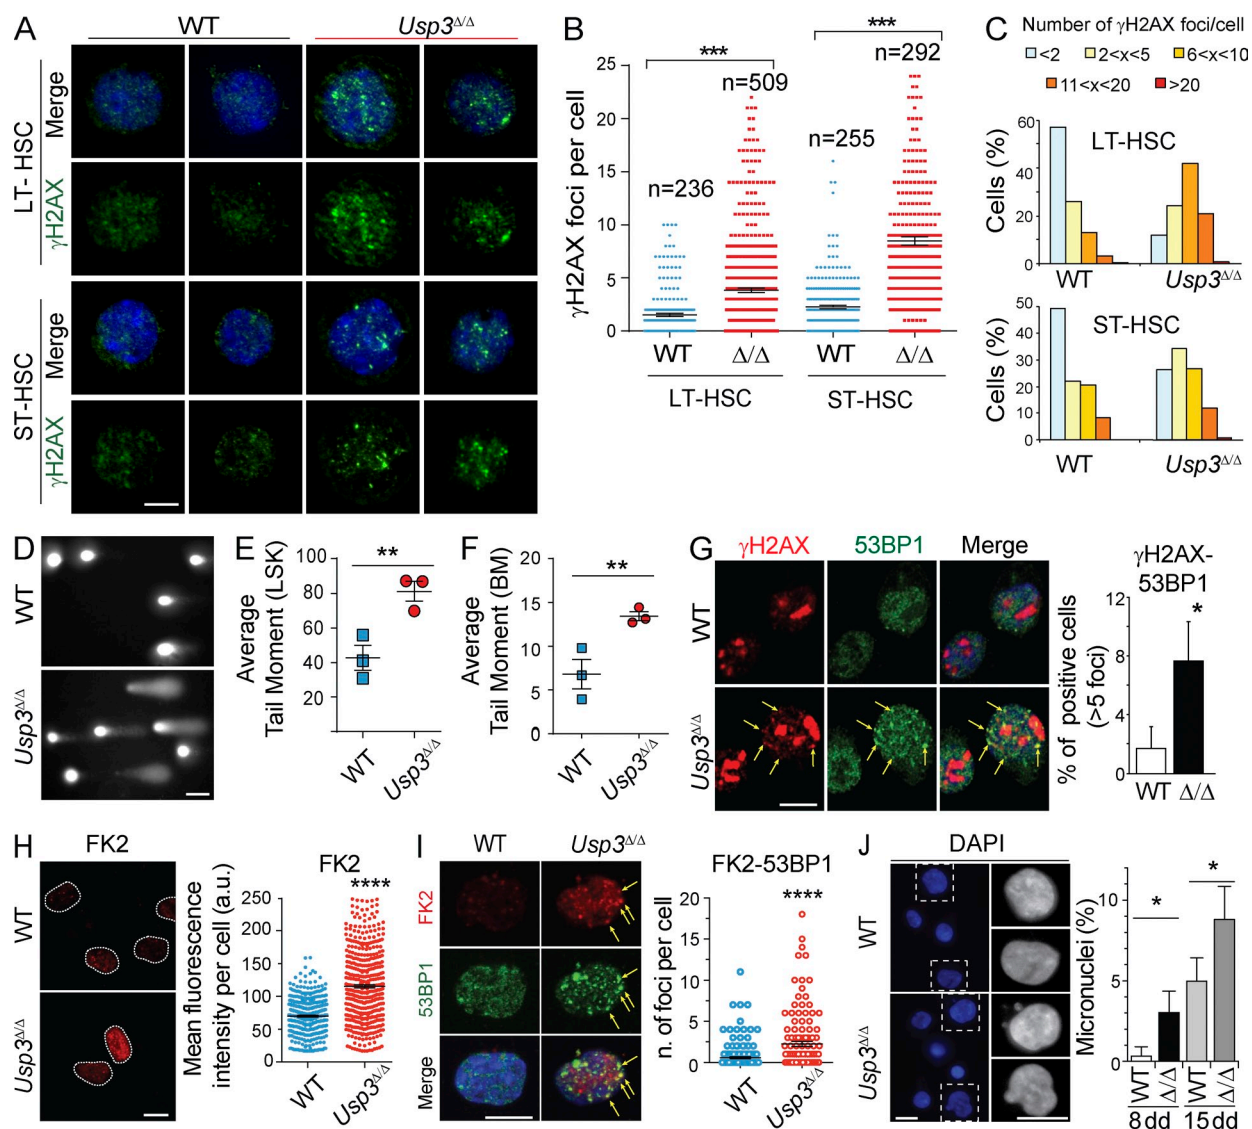 A
WT
Usp3Δ/Δ
LT- HSC
Merge
γH2AX
ST-HSC
Merge
γH2AX
B
γH2AX foci per cell
***
***
n=236
n=509
n=255
n=292
25
20
15
10
5
0
WT
Δ/Δ
WT
Δ/Δ
LT-HSC
ST-HSC
C
Number of γH2AX foci/cell
<2
2<x<5
6<x<10
11<x<20
>20
Cells (%)
60
40
20
0
LT-HSC
WT
Usp3Δ/Δ
Cells (%)
50
40
30
20
10
0
ST-HSC
WT
Usp3Δ/Δ
D
WT
Usp3Δ/Δ
E
Average
Tail Moment (LSK)
**
100
80
60
40
20
WT
Usp3Δ/Δ
F
Average
Tail Moment (BM)
**
20
15
10
5
0
WT
Usp3Δ/Δ
G
γH2AX
53BP1
Merge
WT
Usp3Δ/Δ
γH2AX-
53BP1
% of positive cells
(>5 foci)
*
12
8
4
0
WT
Δ/Δ
H
FK2
WT
Usp3Δ/Δ
FK2
Mean fluorescence
intensity per cell (a.u.)
****
250
200
150
100
50
0
WT
Usp3Δ/Δ
I
WT
Usp3Δ/Δ
FK2
53BP1
Merge
FK2-53BP1
n. of foci per cell
****
20
15
10
5
0
WT
Usp3Δ/Δ
J
DAPI
WT
Usp3Δ/Δ
Micronuclei (%)
*
*
12
10
8
6
4
2
0
WT
Δ/Δ
WT
Δ/Δ
8 dd
15 dd